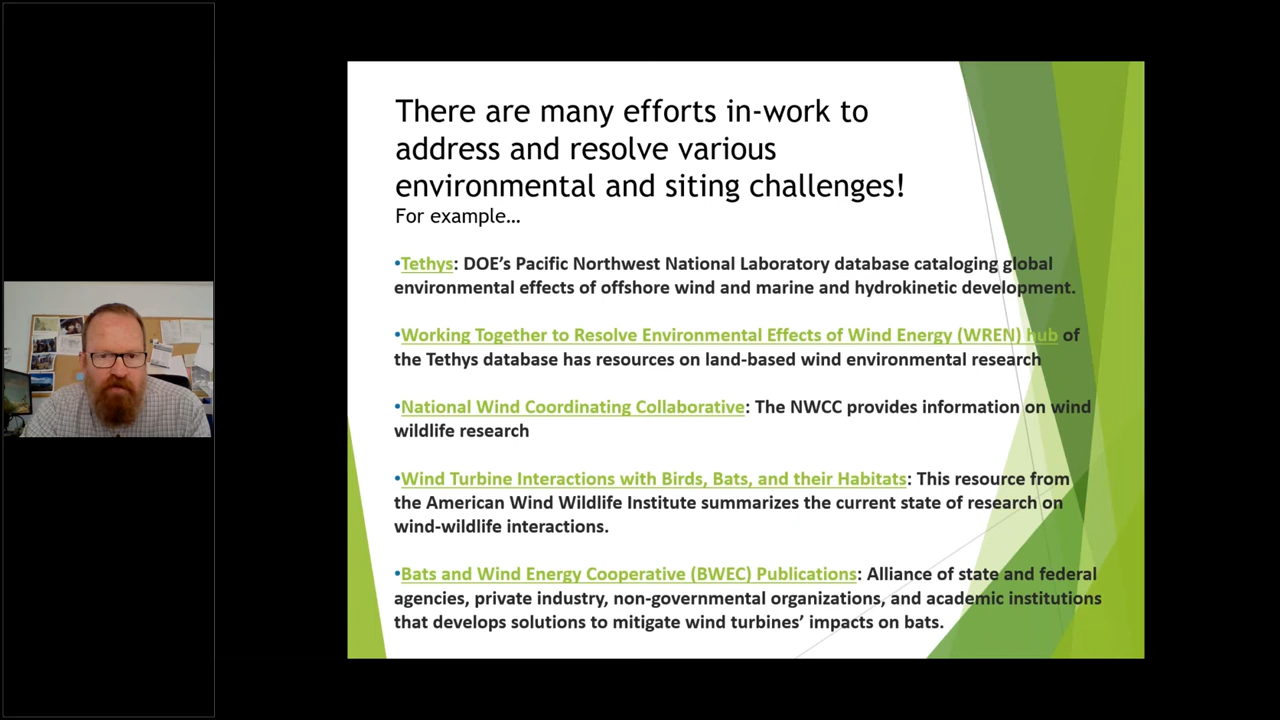 There are many efforts in-work to
address and resolve various
environmental and siting challenges!
For example…
•Tethys: DOE’s Pacific Northwest National Laboratory database cataloging global
environmental effects of offshore wind and marine and hydrokinetic development.
•Working Together to Resolve Environmental Effects of Wind Energy (WREN) hub of
the Tethys database has resources on land-based wind environmental research
•National Wind Coordinating Collaborative: The NWCC provides information on wind
wildlife research
•Wind Turbine Interactions with Birds, Bats, and their Habitats: This resource from
the American Wind Wildlife Institute summarizes the current state of research on
wind-wildlife interactions.
•Bats and Wind Energy Cooperative (BWEC) Publications: Alliance of state and federal
agencies, private industry, non-governmental organizations, and academic institutions
that develops solutions to mitigate wind turbines’ impacts on bats.